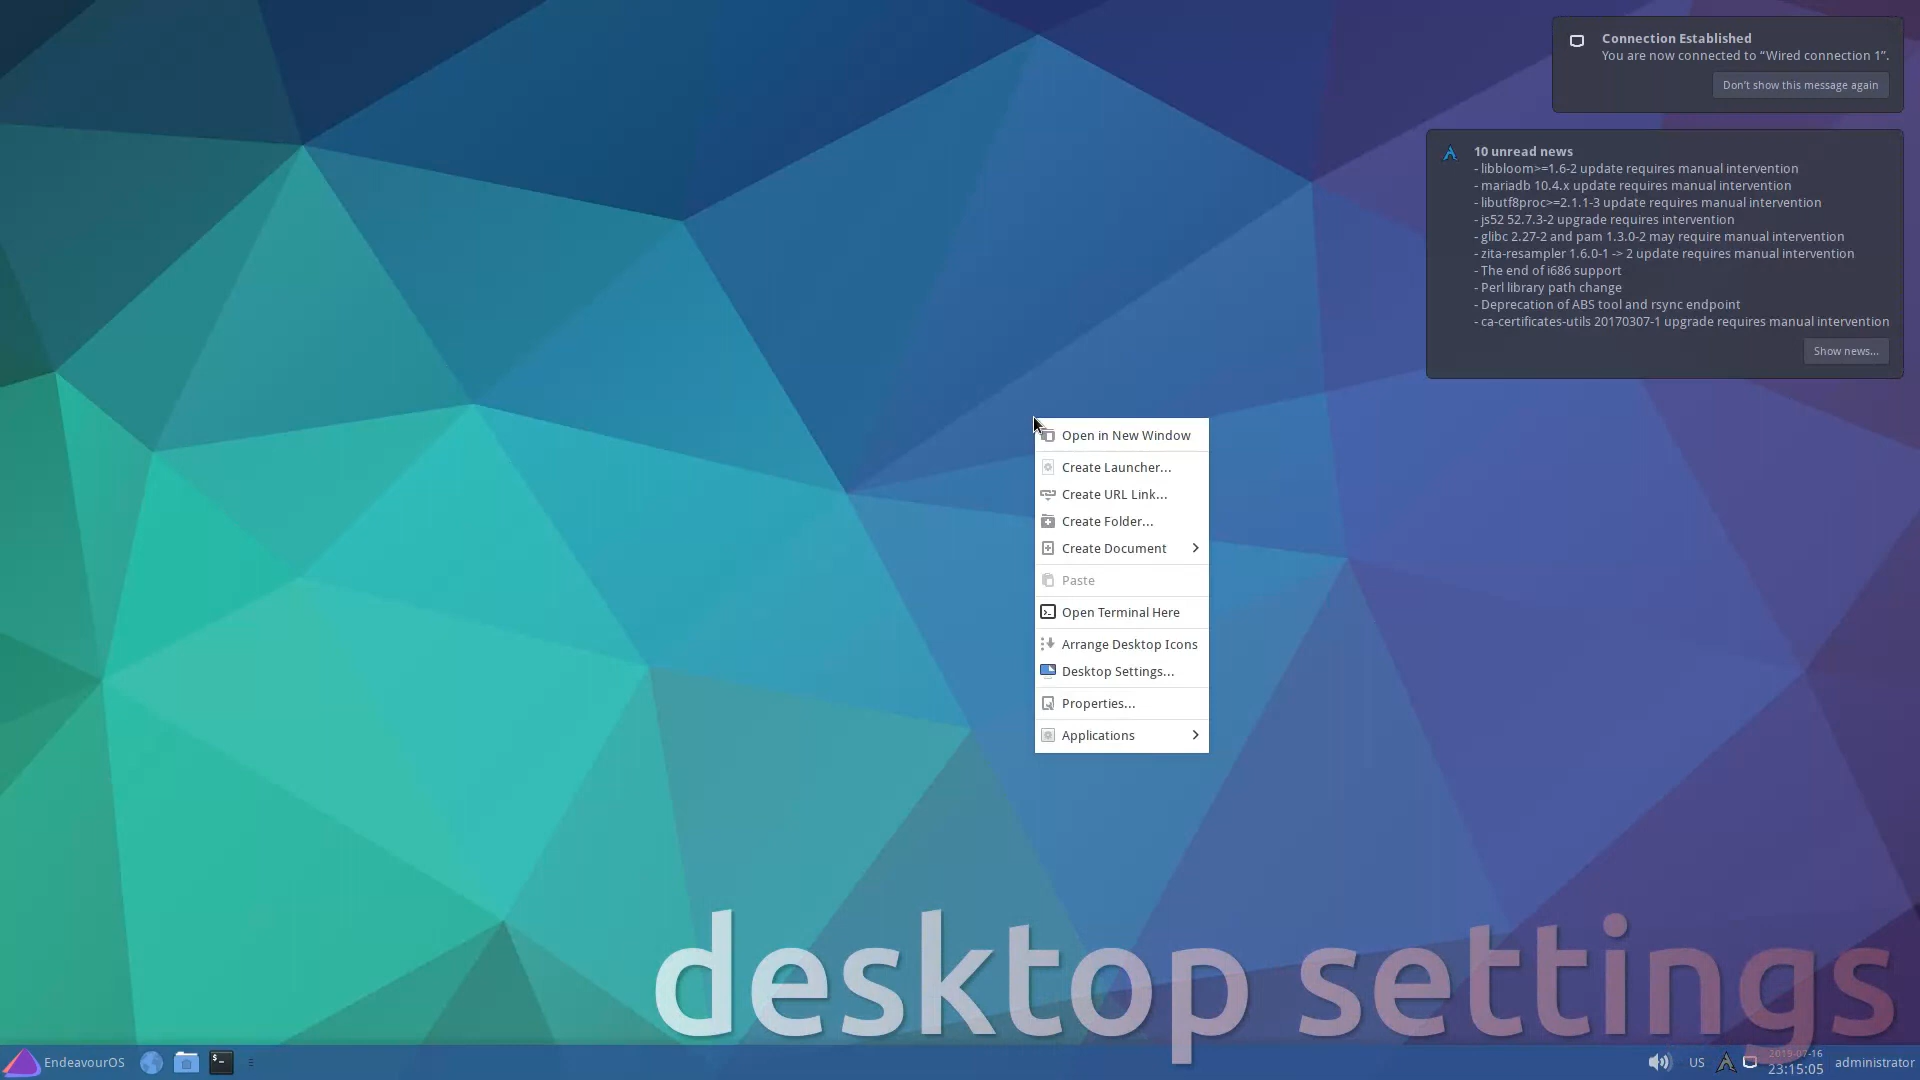 Connection Established
You are now connected to “Wired connection 1”.
Don't show this message again
10 unread news
- libbloom>=1.6-2 update requires manual intervention
- mariadb 10.4.x update requires manual intervention
- libutf8proc>=2.1.1-3 update requires manual intervention
- js52 52.7.3-2 upgrade requires intervention
- glibc 2.27-2 and pam 1.3.0-2 may require manual intervention
- zita-resampler 1.6.0-1 -> 2 update requires manual intervention
- The end of i686 support
- Perl library path change
- Deprecation of ABS tool and rsync endpoint
- ca-certificates-utils 20170307-1 upgrade requires manual intervention
Show news...
Open in New Window
Create Launcher...
Create URL Link...
Create Folder...
Create Document
Paste
Open Terminal Here
Arrange Desktop Icons
Desktop Settings...
Properties...
Applications
desktop settings
EndeavourOS
US
2019-07-16
23:15:05
administrator